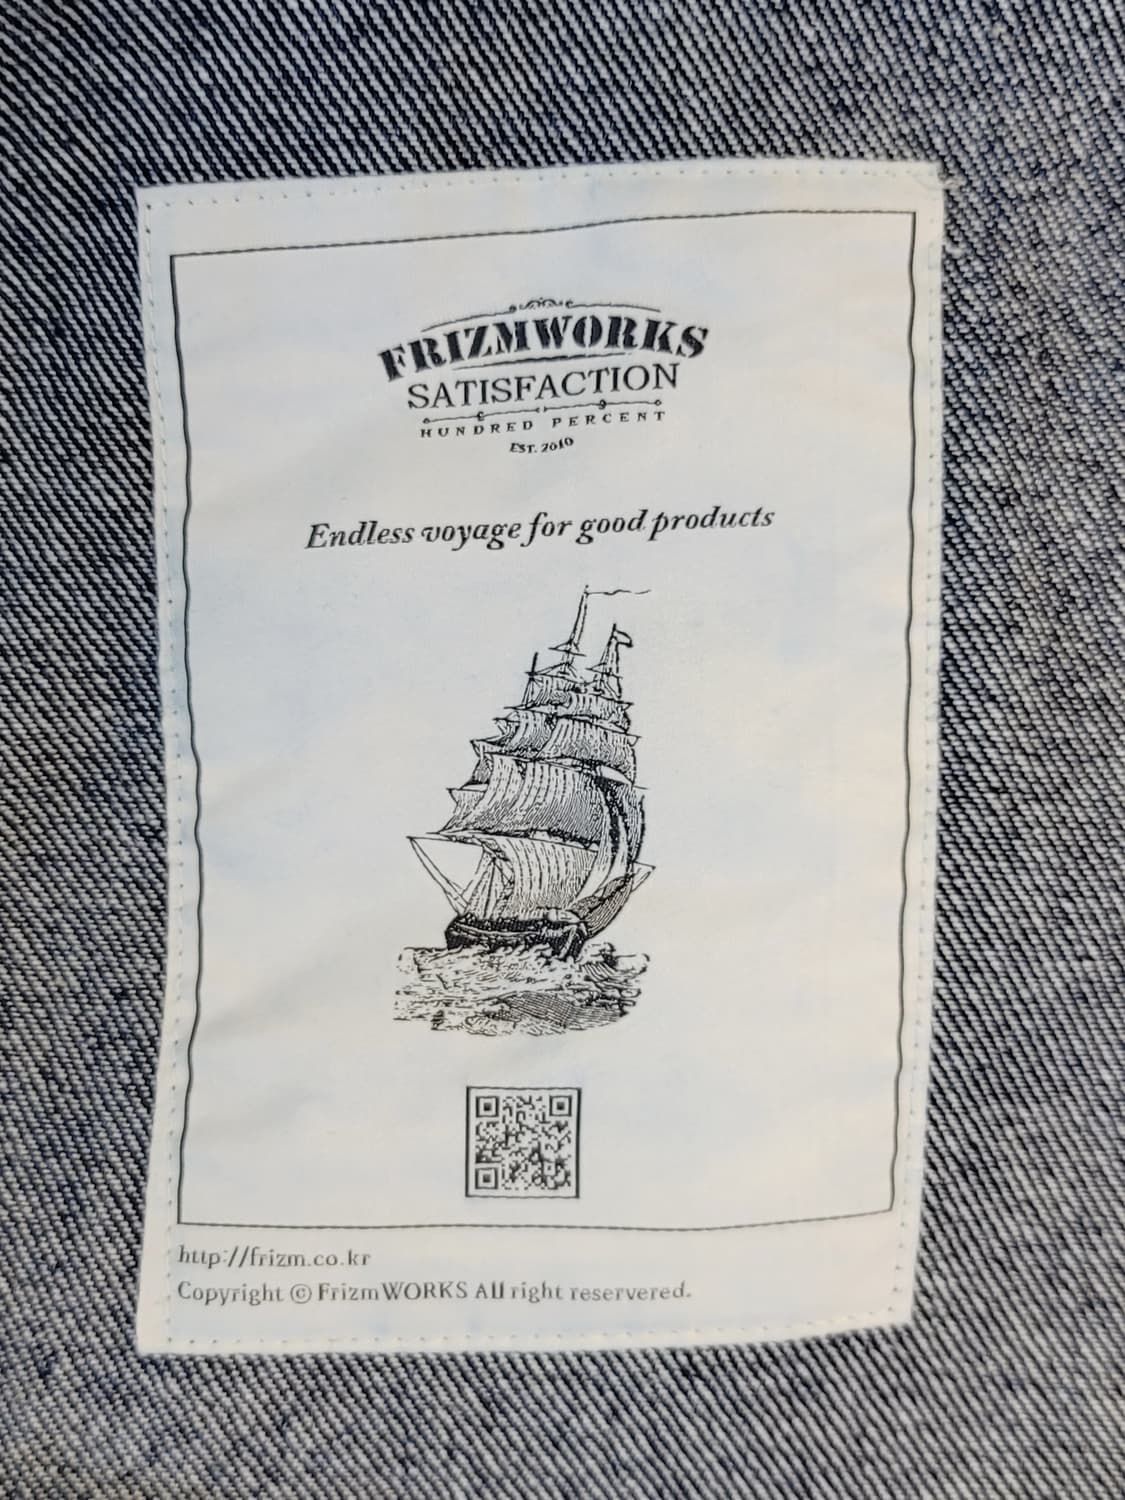 FRIZMWORKS
SATISFACTION
HUNDRED PERCENT
EST. 2010
Endless voyage for good products
http://frizm.co.kr
Copyright © FrizmWORKS All right reservered.